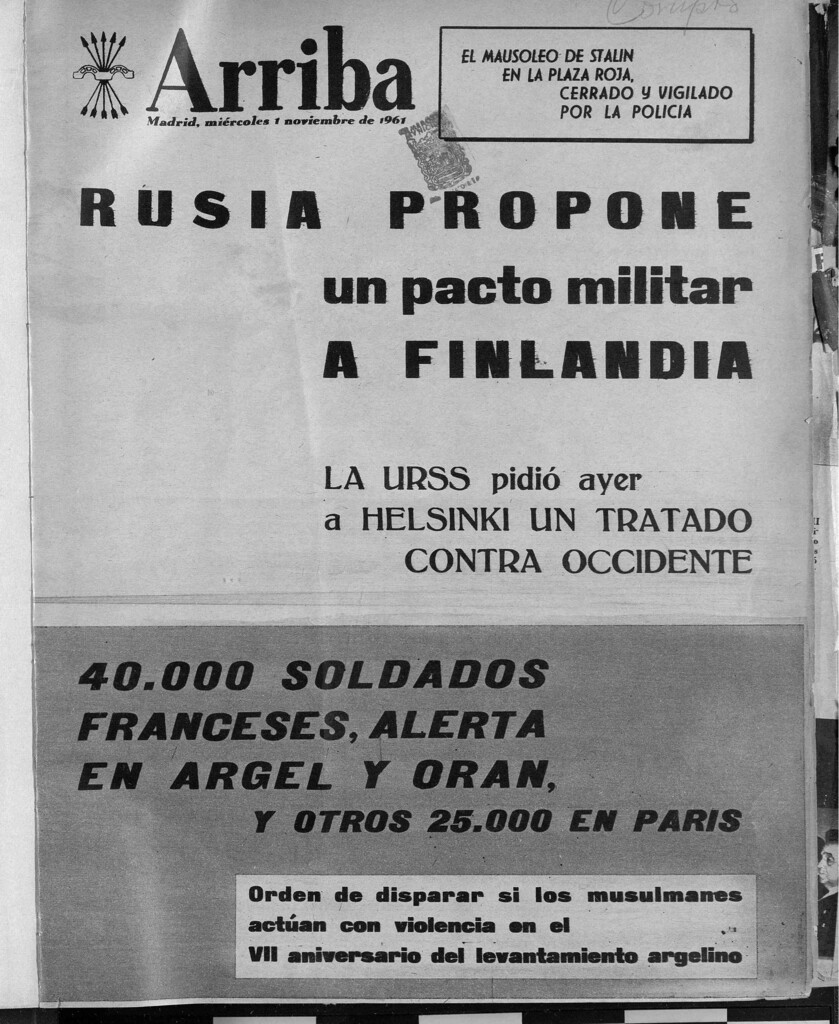 Arriba
Madrid, miércoles 1 noviembre de 1961
EL MAUSOLEO DE STALIN
EN LA PLAZA ROJA,
CERRADO Y VIGILADO
POR LA POLICIA
RUSIA PROPONE
un pacto militar
A FINLANDIA
LA URSS pidió ayer
a HELSINKI UN TRATADO
CONTRA OCCIDENTE
40.000 SOLDADOS
FRANCESES, ALERTA
EN ARGEL Y ORAN,
Y OTROS 25.000 EN PARIS
Orden de disparar si los musulmanes
actúan con violencia en el
VII aniversario del levantamiento argelino